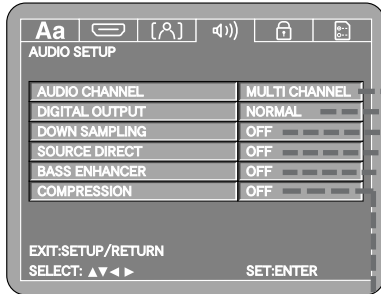 Aa
AUDIO SETUP
AUDIO CHANNEL MULTI CHANNEL
DIGITAL OUTPUT NORMAL
DOWN SAMPLING OFF
SOURCE DIRECT OFF
BASS ENHANCER OFF
COMPRESSION OFF
EXIT:SETUP/RETURN
SELECT: ▲▼◄ ► SET:ENTER